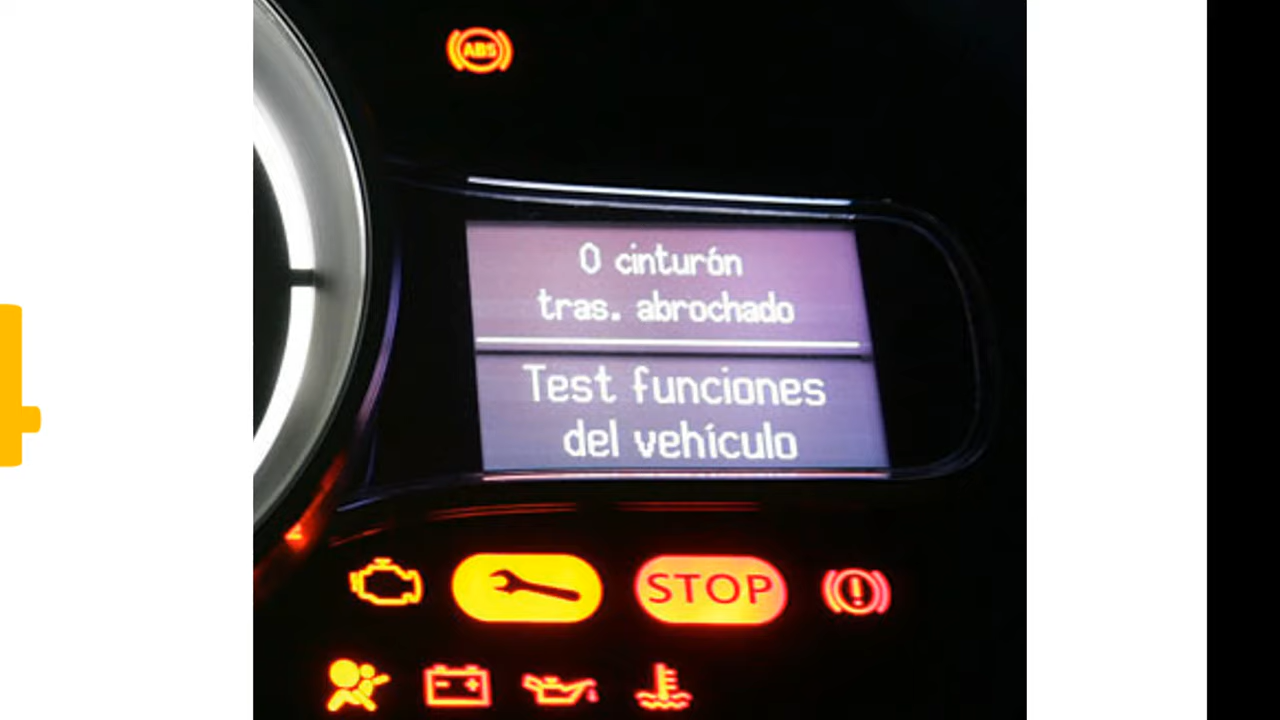 ABS
0 cinturón
tras. abrochado
Test funciones
del vehículo
STOP